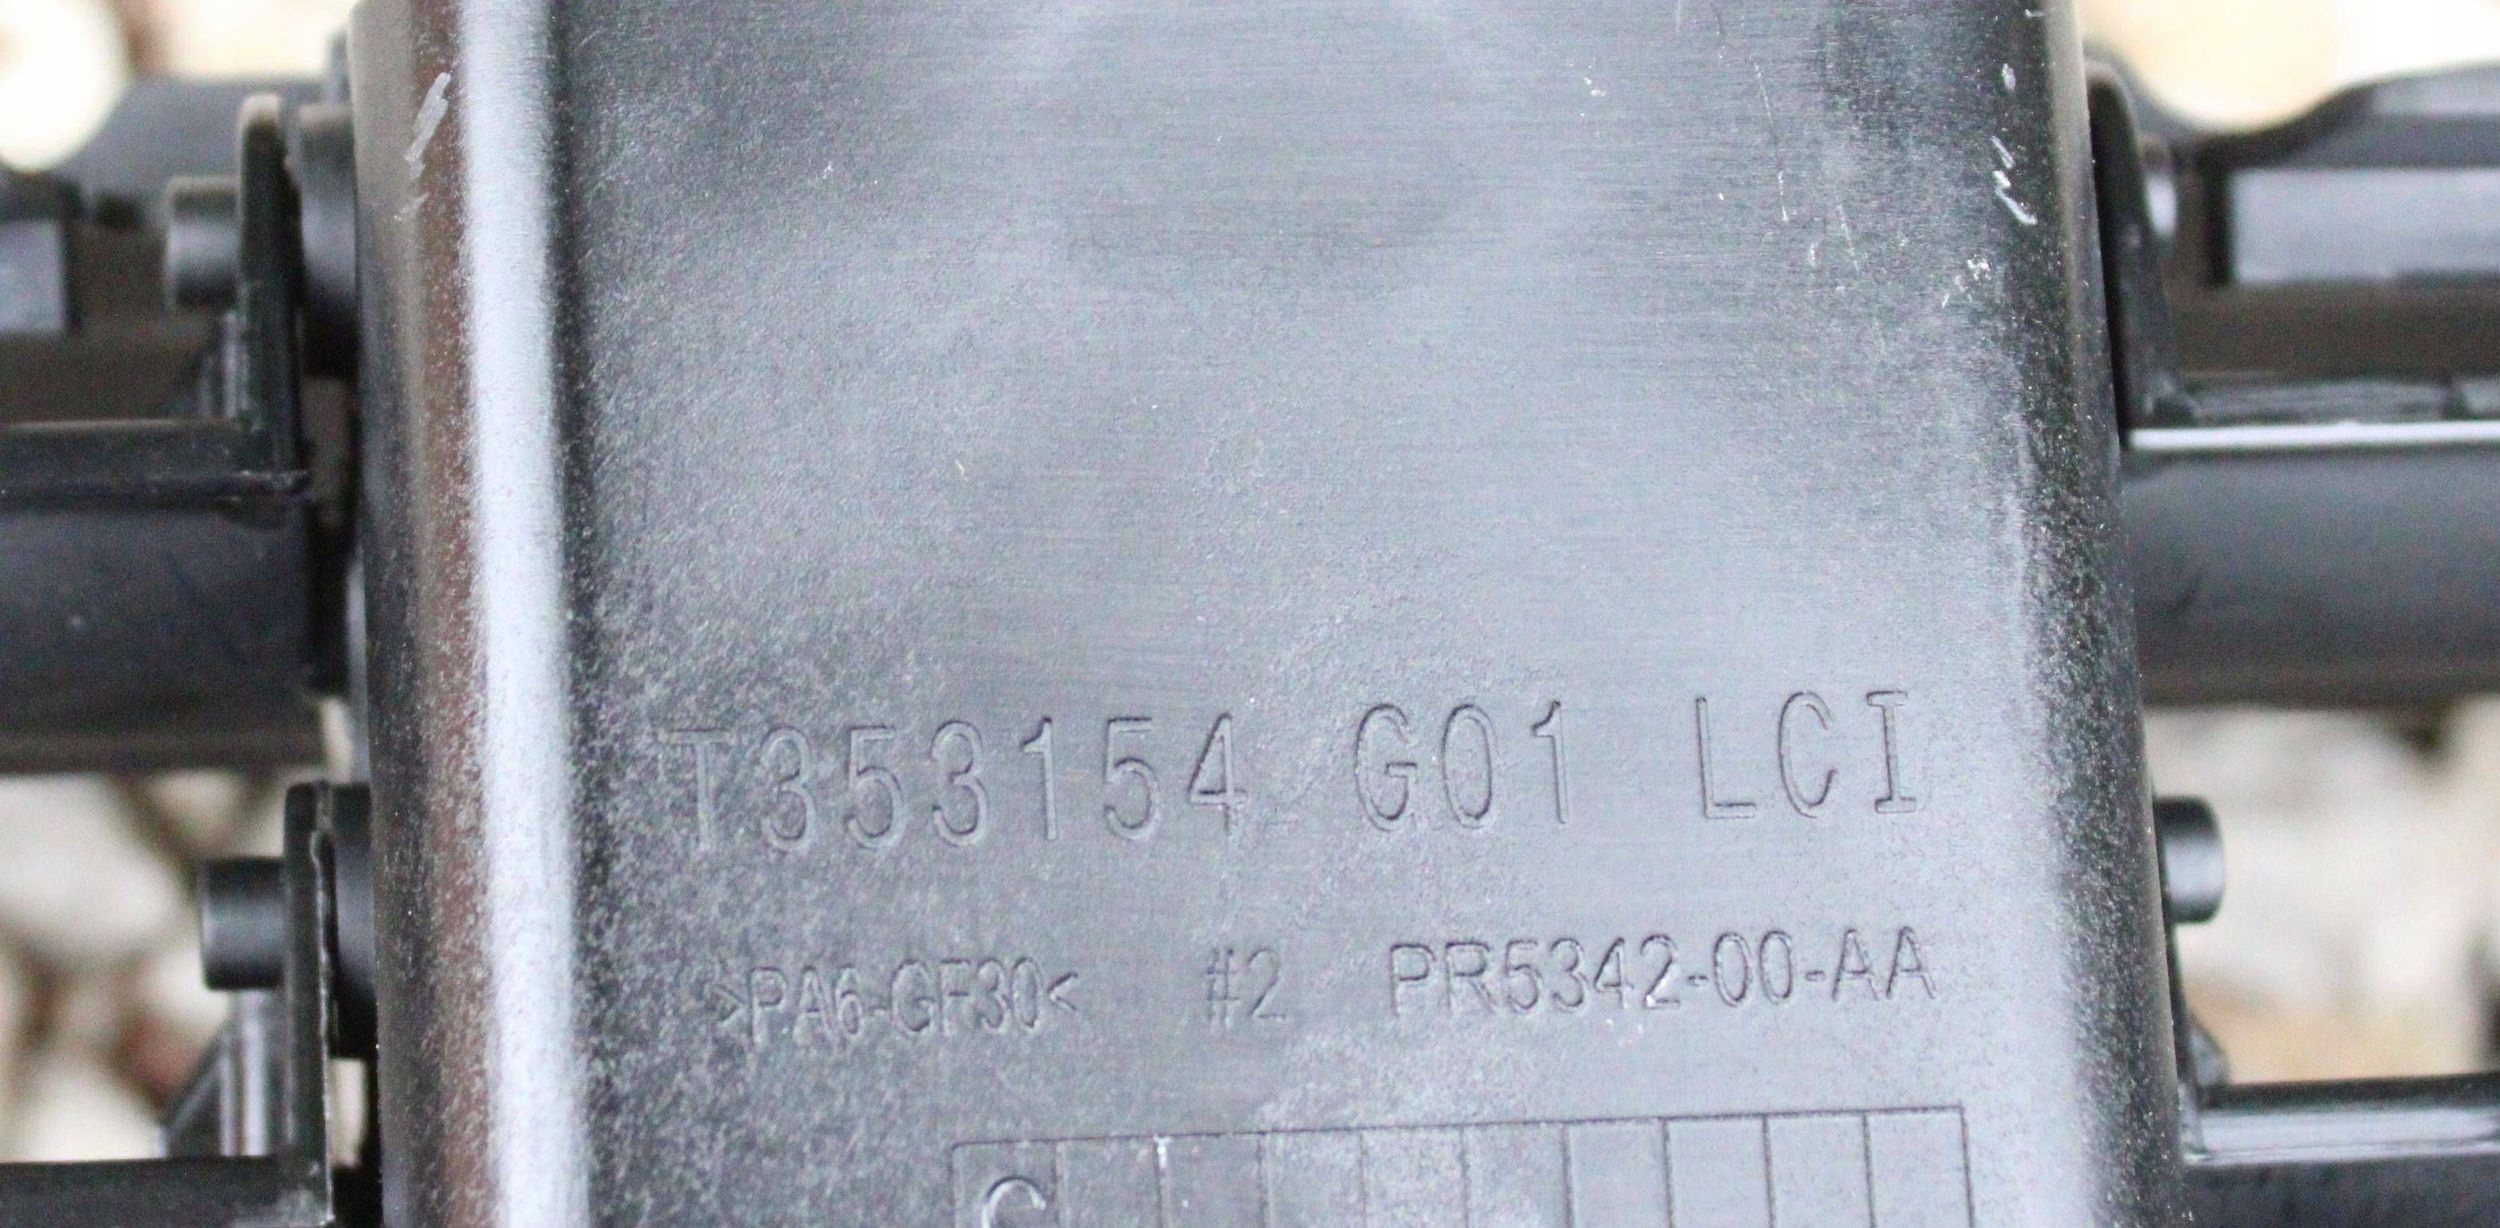 T353154 G01 LCI
>PA6-GF30< #2 PR5342-00-AA
C